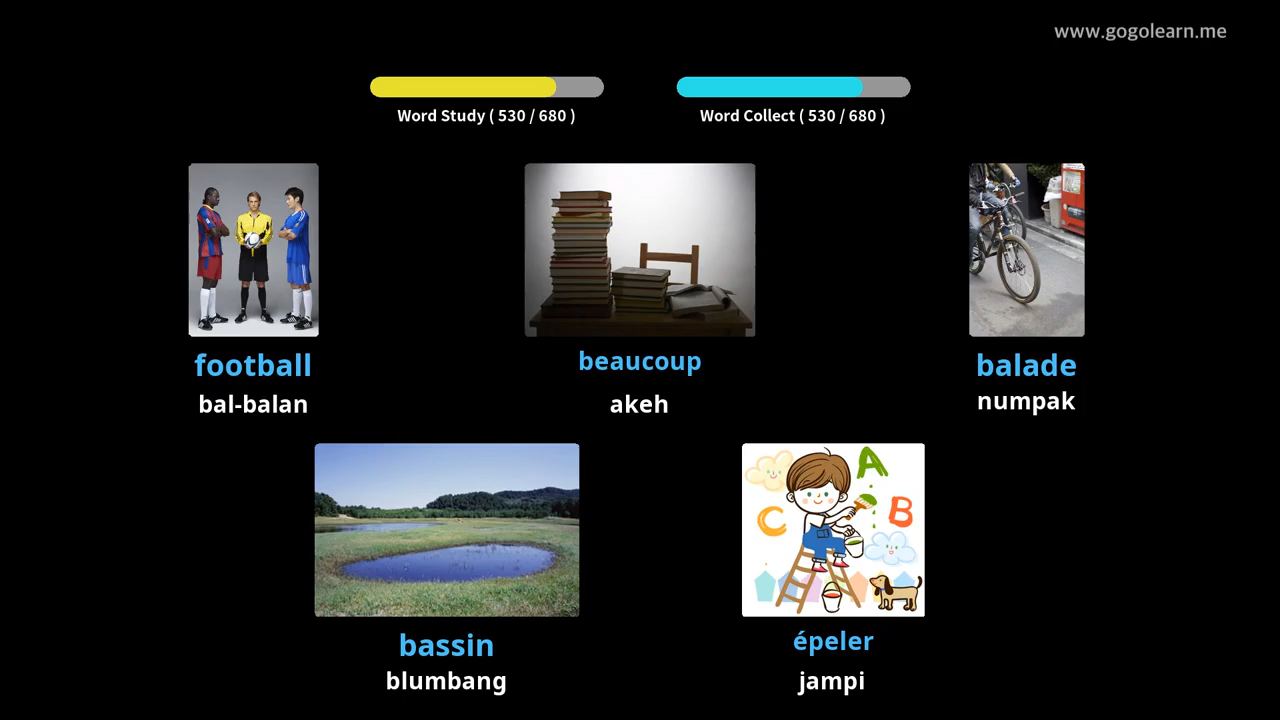 www.gogolearn.me
Word Study ( 530 / 680 )
Word Collect ( 530 / 680 )
football
bal-balan
beaucoup
akeh
balade
numpak
A
B
C
bassin
blumbang
épeler
jampi